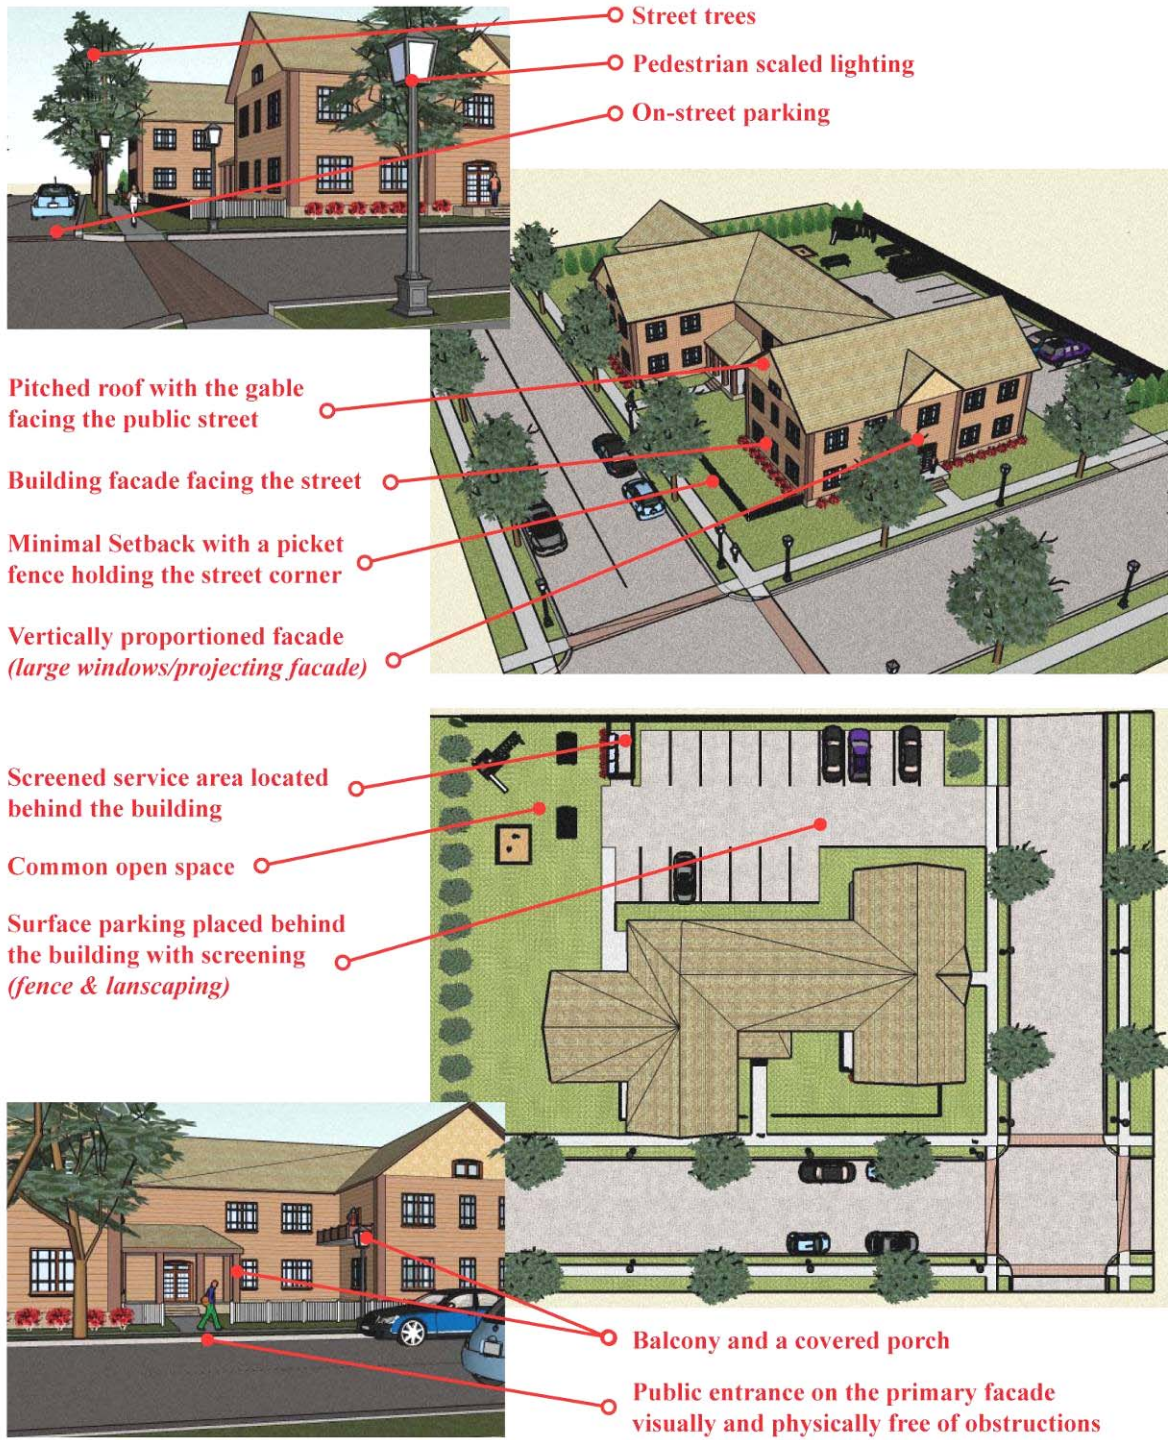 Street trees
Pedestrian scaled lighting
On-street parking
Pitched roof with the gable
facing the public street
Building facade facing the street
Minimal Setback with a picket
fence holding the street corner
Vertically proportioned facade
(large windows/projecting facade)
Screened service area located
behind the building
Common open space
Surface parking placed behind
the building with screening
(fence & lanscaping)
Balcony and a covered porch
Public entrance on the primary facade
visually and physically free of obstructions